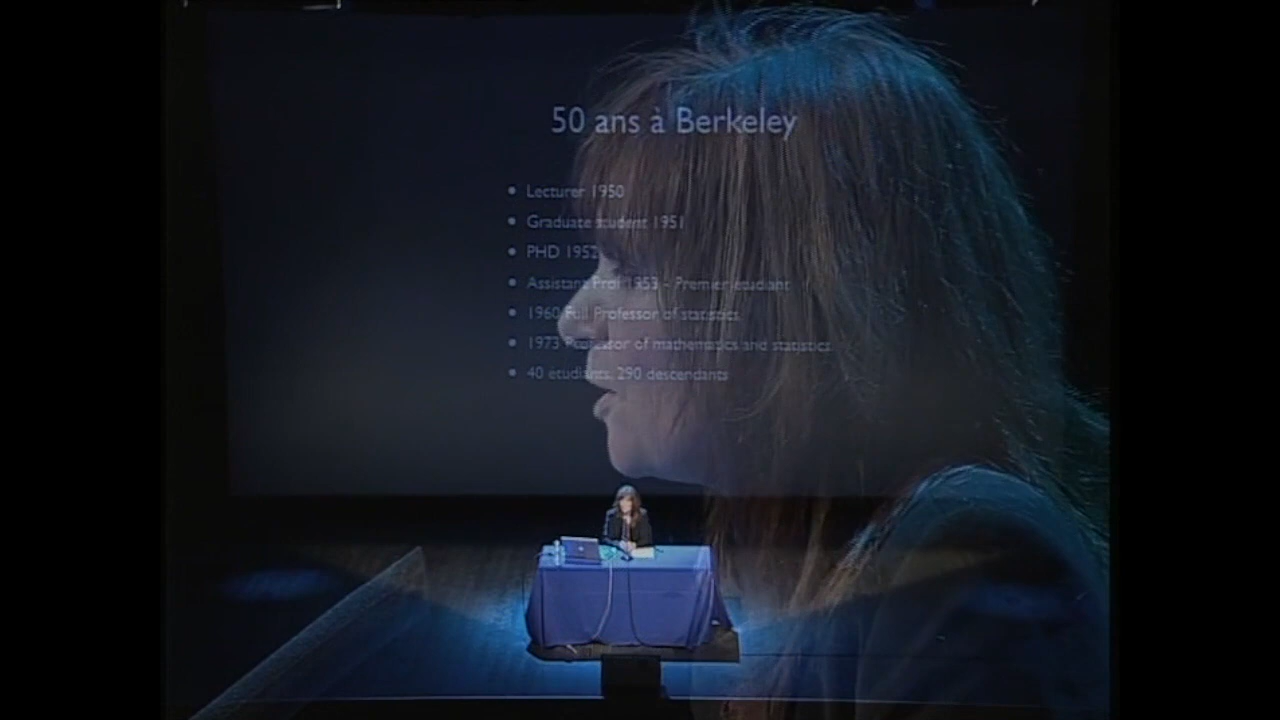 50 ans à Berkeley
• Lecturer 1950
• Graduate student 1951
• PHD 1952
• Assistant Prof 1953 - Premier étudiant
• 1960 Full Professor of statistics
• 1973 Professor of mathematics and statistics
• 40 étudiants, 290 descendants